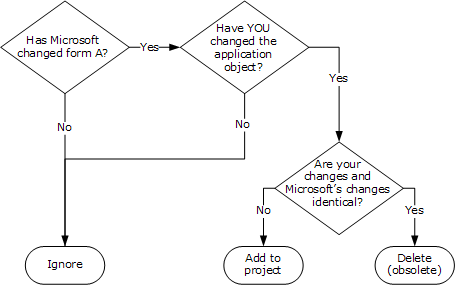 Has Microsoft
changed form A?
Yes
Have YOU
changed the
application
object?
Yes
No
No
Are your
changes and
Microsoft's changes
identical?
No
Yes
Ignore
Add to
project
Delete
(obsolete)